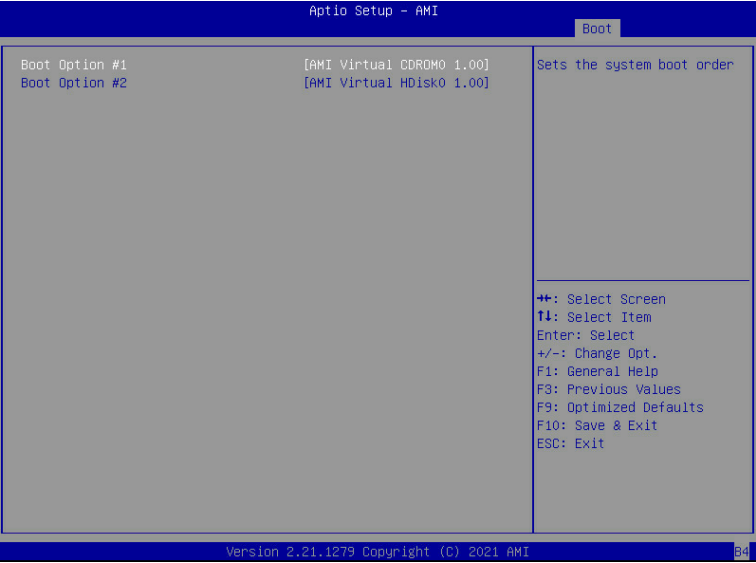 Aptio Setup - AMI
Boot
Boot Option #1 [AMI Virtual CDROM0 1.00]
Boot Option #2 [AMI Virtual HDisk0 1.00]
Sets the system boot order
→←: Select Screen
↑↓: Select Item
Enter: Select
+/-: Change Opt.
F1: General Help
F3: Previous Values
F9: Optimized Defaults
F10: Save & Exit
ESC: Exit
Version 2.21.1279 Copyright (C) 2021 AMI
B4